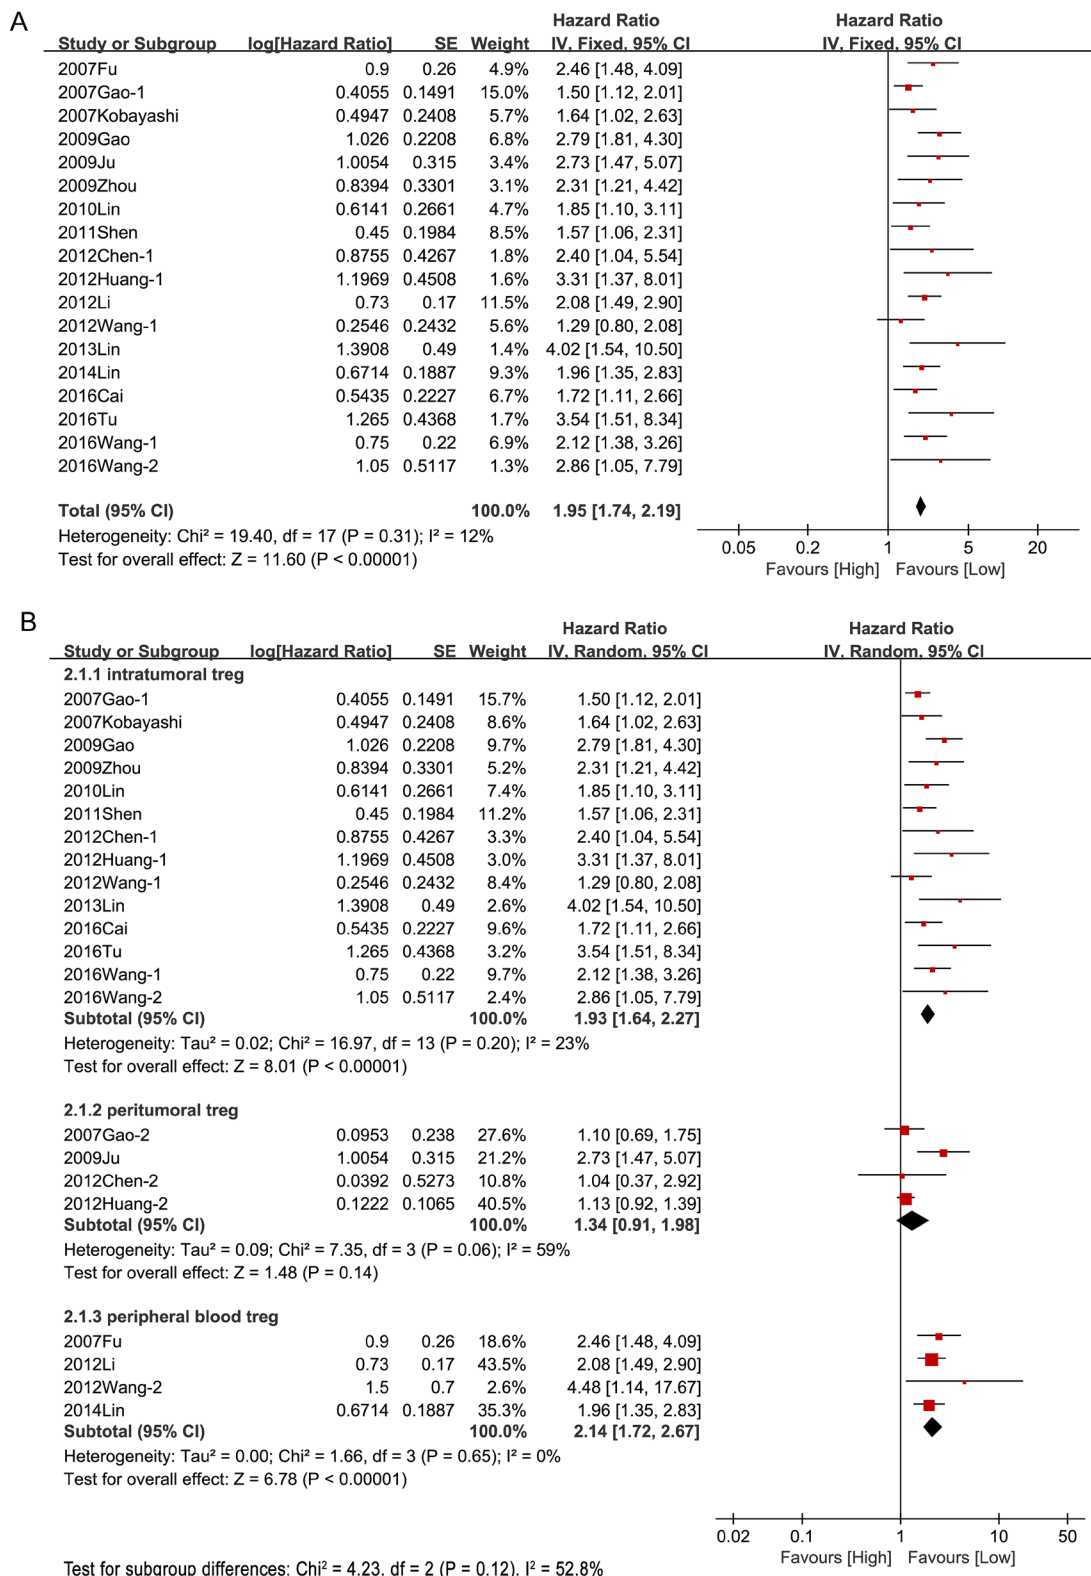 A
Hazard Ratio Hazard Ratio
Study or Subgroup log[Hazard Ratio] SE Weight IV, Fixed, 95% CI IV, Fixed, 95% CI
2007Fu 0.9 0.26 4.9% 2.46 [1.48, 4.09]
2007Gao-1 0.4055 0.1491 15.0% 1.50 [1.12, 2.01]
2007Kobayashi 0.4947 0.2408 5.7% 1.64 [1.02, 2.63]
2009Gao 1.026 0.2208 6.8% 2.79 [1.81, 4.30]
2009Ju 1.0054 0.315 3.4% 2.73 [1.47, 5.07]
2009Zhou 0.8394 0.3301 3.1% 2.31 [1.21, 4.42]
2010Lin 0.6141 0.2661 4.7% 1.85 [1.10, 3.11]
2011Shen 0.45 0.1984 8.5% 1.57 [1.06, 2.31]
2012Chen-1 0.8755 0.4267 1.8% 2.40 [1.04, 5.54]
2012Huang-1 1.1969 0.4508 1.6% 3.31 [1.37, 8.01]
2012Li 0.73 0.17 11.5% 2.08 [1.49, 2.90]
2012Wang-1 0.2546 0.2432 5.6% 1.29 [0.80, 2.08]
2013Lin 1.3908 0.49 1.4% 4.02 [1.54, 10.50]
2014Lin 0.6714 0.1887 9.3% 1.96 [1.35, 2.83]
2016Cai 0.5435 0.2227 6.7% 1.72 [1.11, 2.66]
2016Tu 1.265 0.4368 1.7% 3.54 [1.51, 8.34]
2016Wang-1 0.75 0.22 6.9% 2.12 [1.38, 3.26]
2016Wang-2 1.05 0.5117 1.3% 2.86 [1.05, 7.79]
Total (95% CI) 100.0% 1.95 [1.74, 2.19]
Heterogeneity: Chi² = 19.40, df = 17 (P = 0.31); I² = 12%
Test for overall effect: Z = 11.60 (P < 0.00001)
0.05 0.2 1 5 20
Favours [High] Favours [Low]
B
Hazard Ratio Hazard Ratio
Study or Subgroup log[Hazard Ratio] SE Weight IV, Random, 95% CI IV, Random, 95% CI
2.1.1 intratumoral treg
2007Gao-1 0.4055 0.1491 15.7% 1.50 [1.12, 2.01]
2007Kobayashi 0.4947 0.2408 8.6% 1.64 [1.02, 2.63]
2009Gao 1.026 0.2208 9.7% 2.79 [1.81, 4.30]
2009Zhou 0.8394 0.3301 5.2% 2.31 [1.21, 4.42]
2010Lin 0.6141 0.2661 7.4% 1.85 [1.10, 3.11]
2011Shen 0.45 0.1984 11.2% 1.57 [1.06, 2.31]
2012Chen-1 0.8755 0.4267 3.3% 2.40 [1.04, 5.54]
2012Huang-1 1.1969 0.4508 3.0% 3.31 [1.37, 8.01]
2012Wang-1 0.2546 0.2432 8.4% 1.29 [0.80, 2.08]
2013Lin 1.3908 0.49 2.6% 4.02 [1.54, 10.50]
2016Cai 0.5435 0.2227 9.6% 1.72 [1.11, 2.66]
2016Tu 1.265 0.4368 3.2% 3.54 [1.51, 8.34]
2016Wang-1 0.75 0.22 9.7% 2.12 [1.38, 3.26]
2016Wang-2 1.05 0.5117 2.4% 2.86 [1.05, 7.79]
Subtotal (95% CI) 100.0% 1.93 [1.64, 2.27]
Heterogeneity: Tau² = 0.02; Chi² = 16.97, df = 13 (P = 0.20); I² = 23%
Test for overall effect: Z = 8.01 (P < 0.00001)
2.1.2 peritumoral treg
2007Gao-2 0.0953 0.238 27.6% 1.10 [0.69, 1.75]
2009Ju 1.0054 0.315 21.2% 2.73 [1.47, 5.07]
2012Chen-2 0.0392 0.5273 10.8% 1.04 [0.37, 2.92]
2012Huang-2 0.1222 0.1065 40.5% 1.13 [0.92, 1.39]
Subtotal (95% CI) 100.0% 1.34 [0.91, 1.98]
Heterogeneity: Tau² = 0.09; Chi² = 7.35, df = 3 (P = 0.06); I² = 59%
Test for overall effect: Z = 1.48 (P = 0.14)
2.1.3 peripheral blood treg
2007Fu 0.9 0.26 18.6% 2.46 [1.48, 4.09]
2012Li 0.73 0.17 43.5% 2.08 [1.49, 2.90]
2012Wang-2 1.5 0.7 2.6% 4.48 [1.14, 17.67]
2014Lin 0.6714 0.1887 35.3% 1.96 [1.35, 2.83]
Subtotal (95% CI) 100.0% 2.14 [1.72, 2.67]
Heterogeneity: Tau² = 0.00; Chi² = 1.66, df = 3 (P = 0.65); I² = 0%
Test for overall effect: Z = 6.78 (P < 0.00001)
0.02 0.1 1 10 50
Favours [High] Favours [Low]
Test for subgroup differences: Chi² = 4.23, df = 2 (P = 0.12), I² = 52.8%